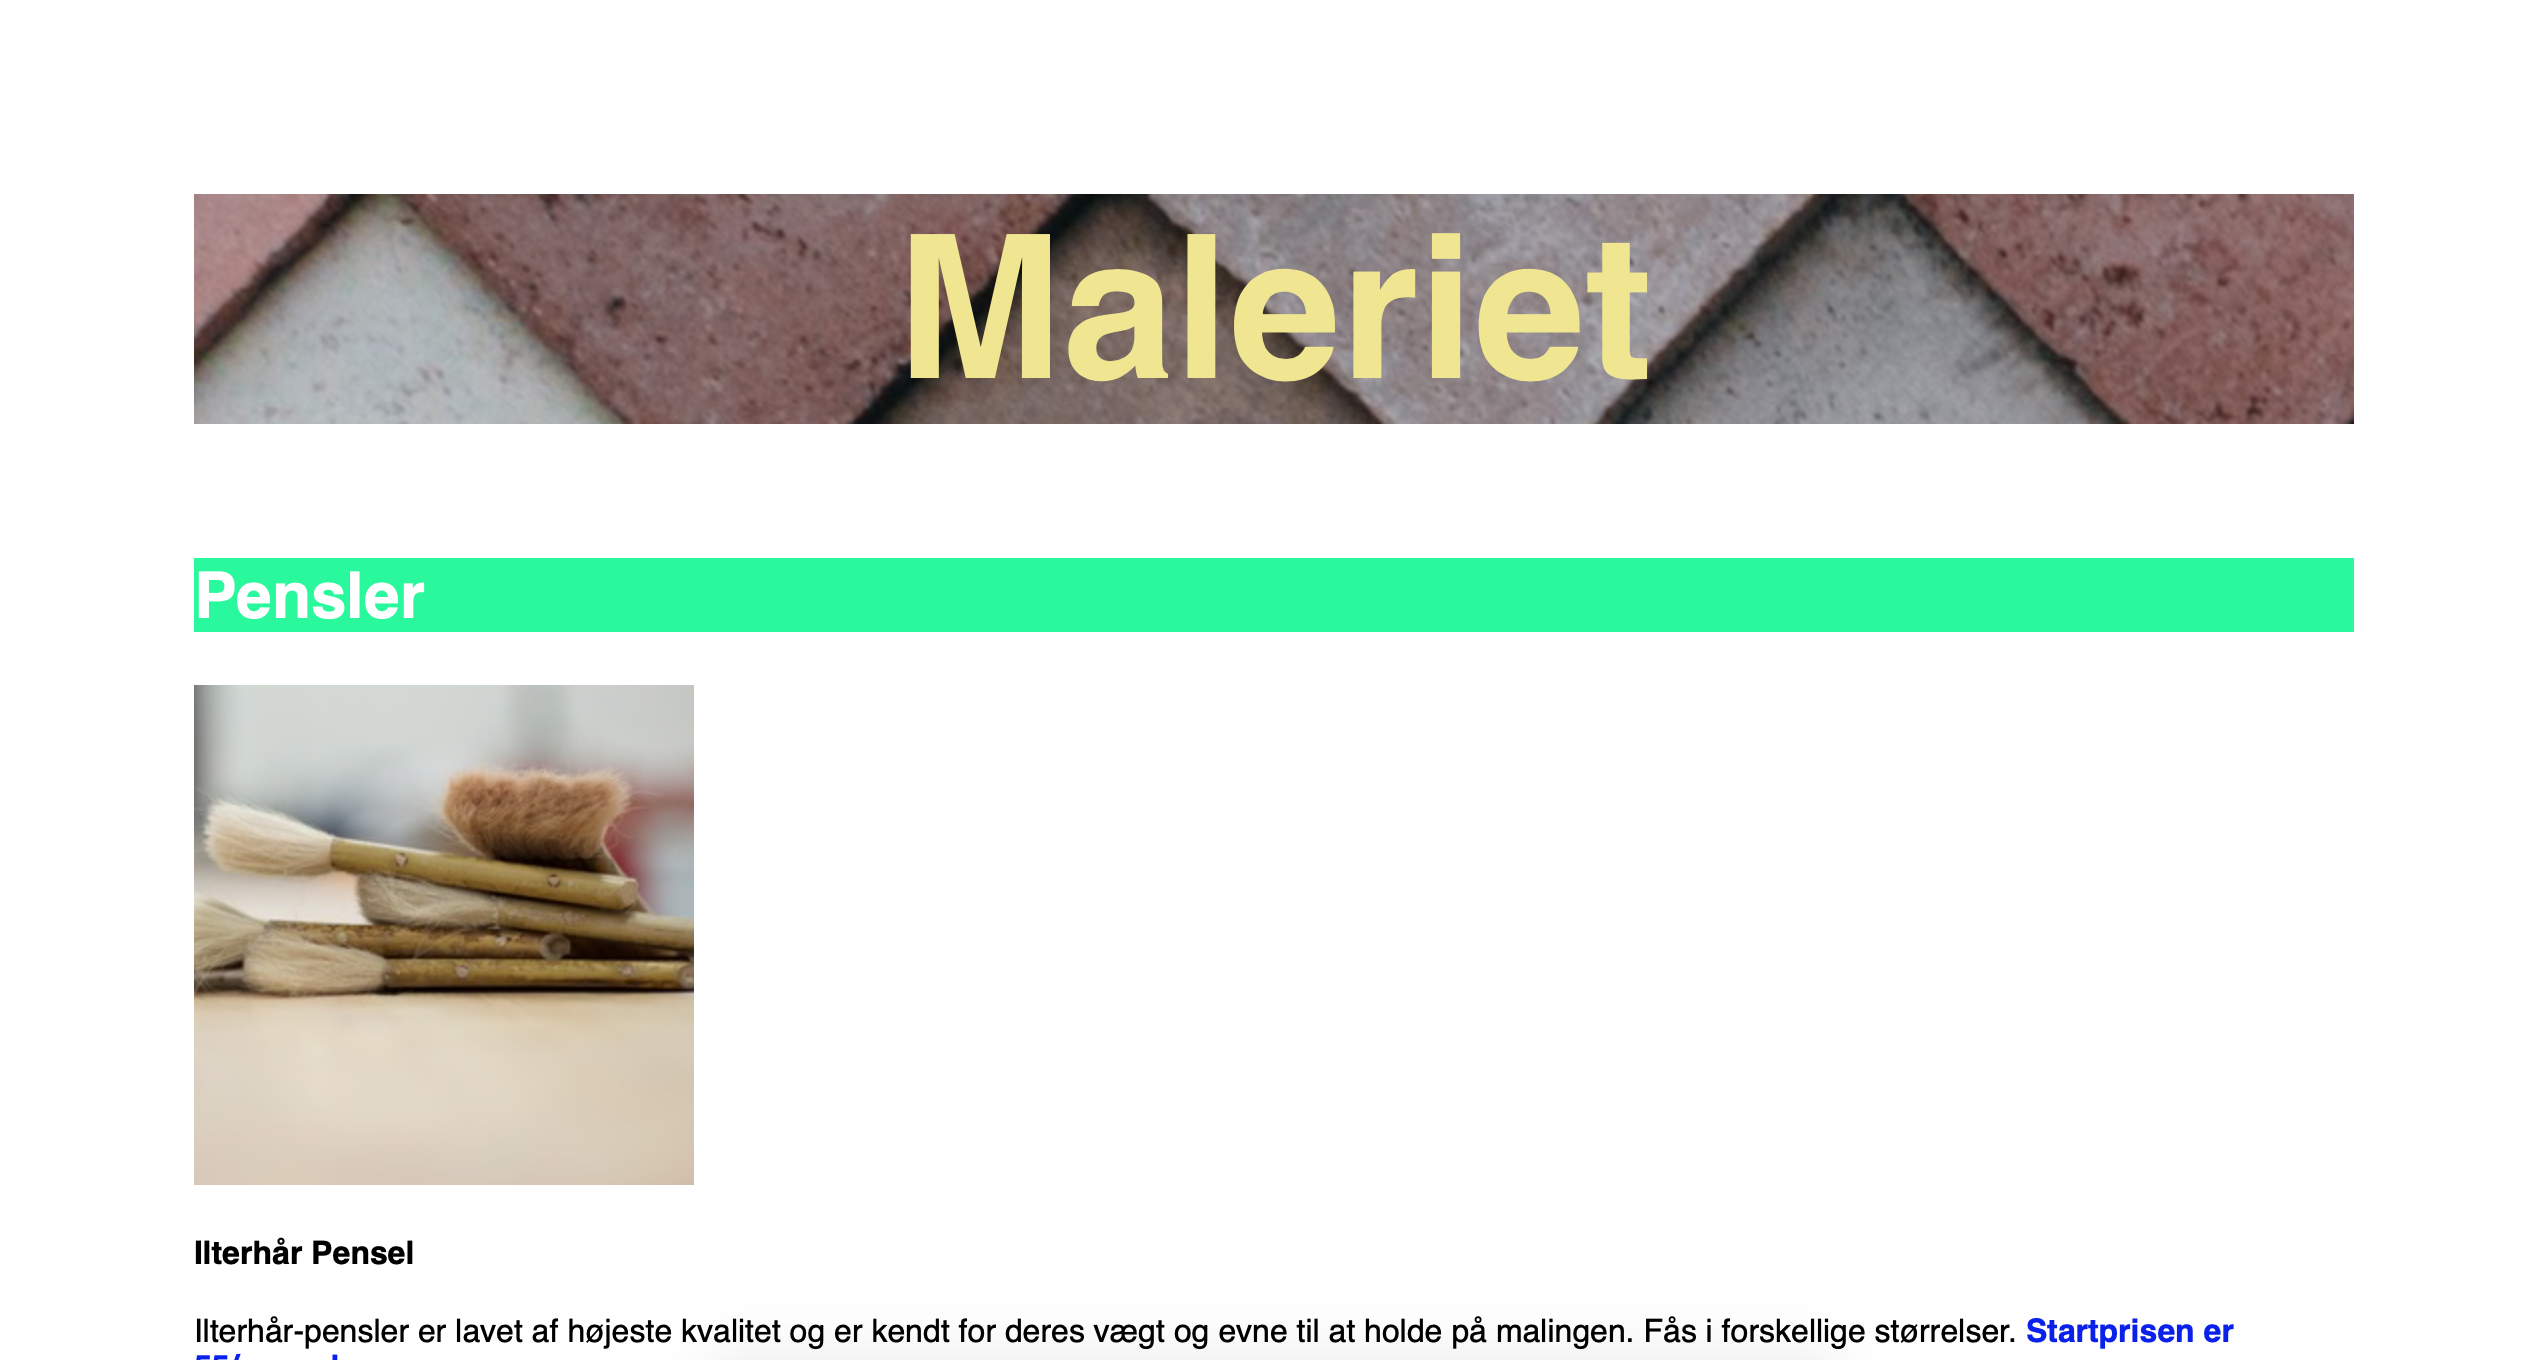 Maleriet
Pensler
Ilterhår Pensel
Ilterhår-pensler er lavet af højeste kvalitet og er kendt for deres vægt og evne til at holde på malingen. Fås i forskellige størrelser. Startprisen er